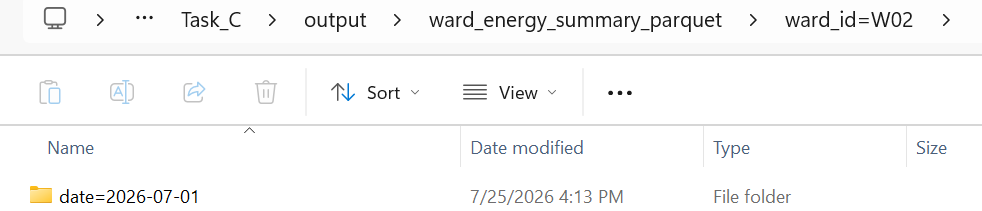 … > Task_C > output > ward_energy_summary_parquet > ward_id=W02 >
Sort View …
Name Date modified Type Size
date=2026-07-01 7/25/2026 4:13 PM File folder